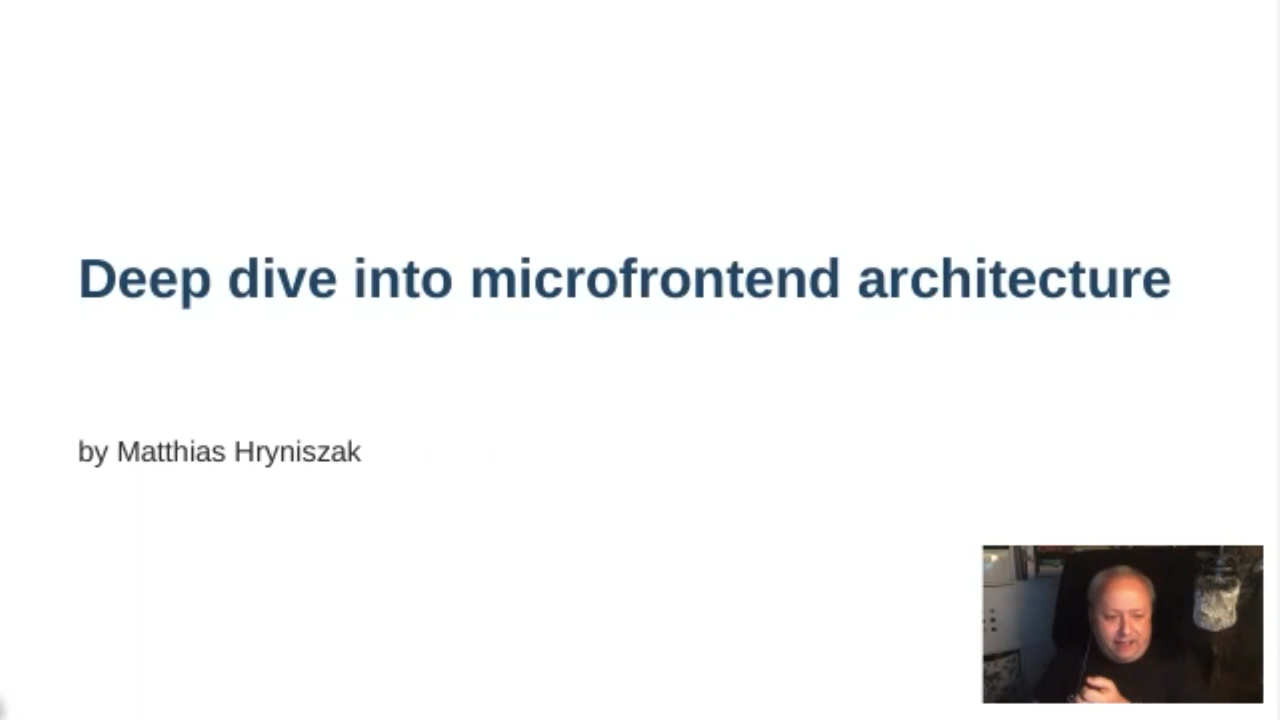 Deep dive into microfrontend architecture
by Matthias Hryniszak